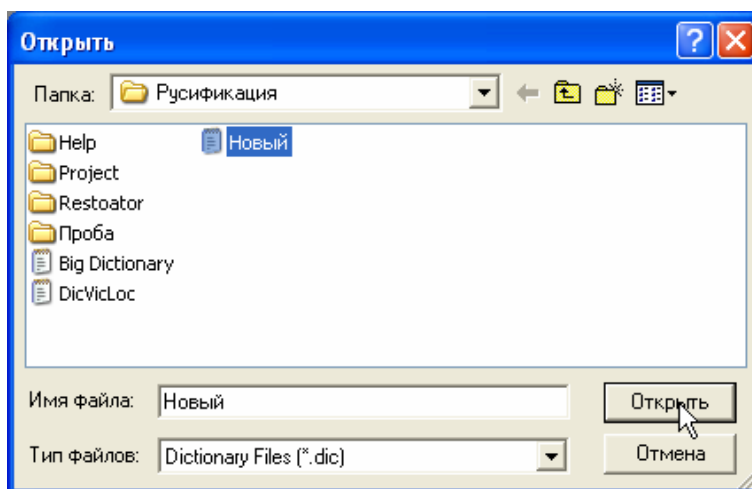 Открыть
Папка: Русификация
Help
Project
Restoator
Проба
Big Dictionary
DicVicLoc
Новый
Имя файла: Новый Открыть
Тип файлов: Dictionary Files (*.dic) Отмена